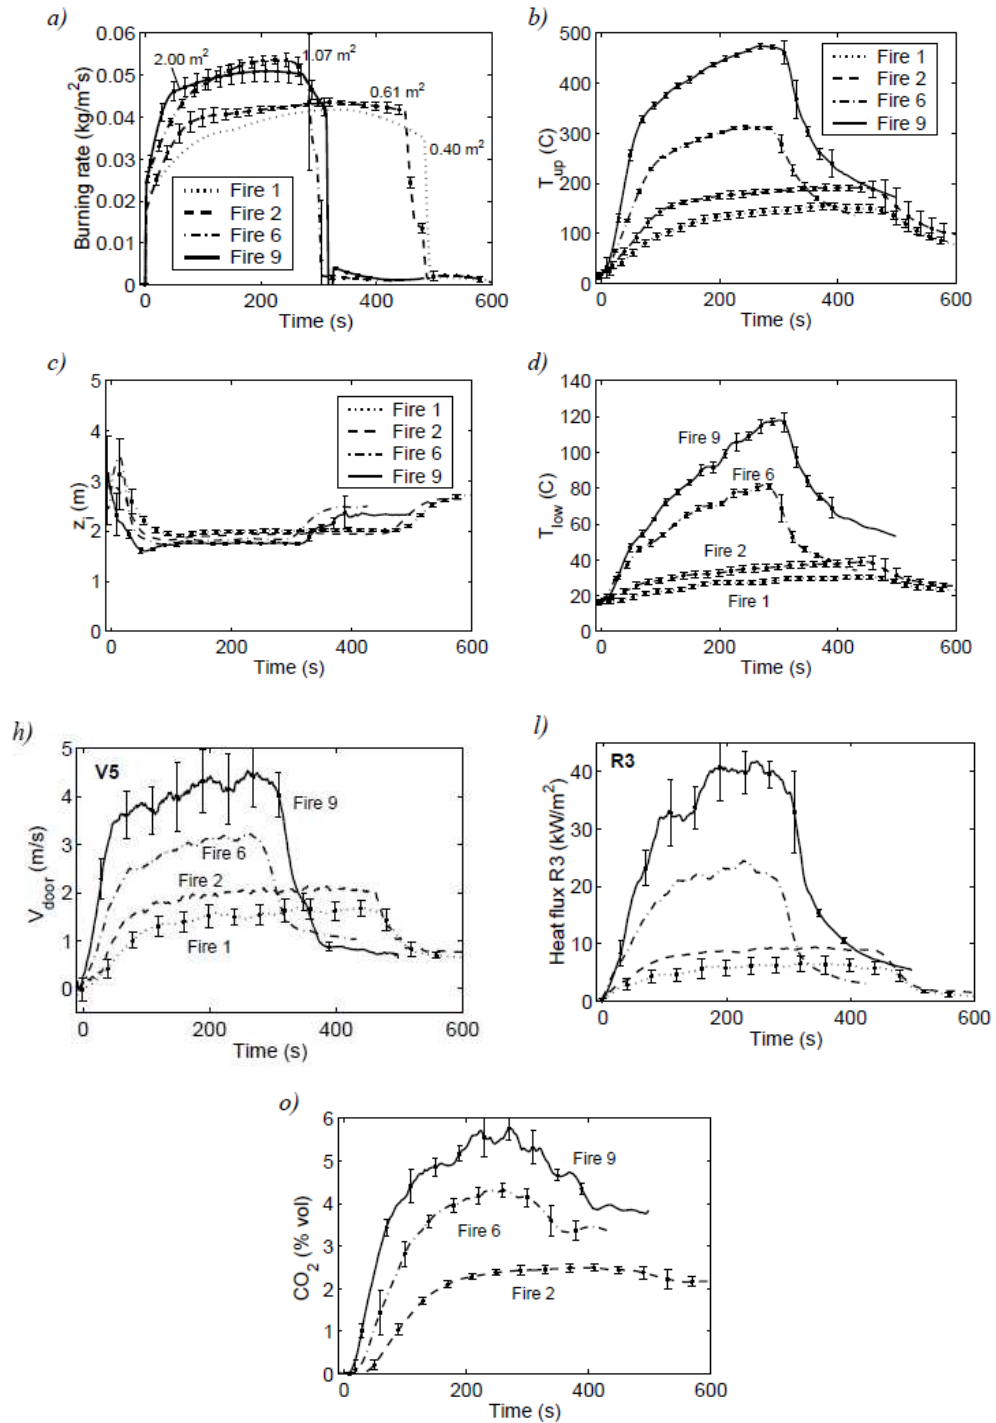 a)
0.06
0.05
0.04
0.03
0.02
0.01
0
Burning rate (kg/m²s)
2.00 m²
1.07 m²
0.61 m²
0.40 m²
Fire 1
Fire 2
Fire 6
Fire 9
0 200 400 600
Time (s)
b)
500
400
300
200
100
0
T_up (C)
Fire 1
Fire 2
Fire 6
Fire 9
0 200 400 600
Time (s)
c)
5
4
3
2
1
0
z_i (m)
Fire 1
Fire 2
Fire 6
Fire 9
0 200 400 600
Time (s)
d)
140
120
100
80
60
40
20
0
T_low (C)
Fire 9
Fire 6
Fire 2
Fire 1
0 200 400 600
Time (s)
h)
V5
5
4
3
2
1
0
V_door (m/s)
Fire 9
Fire 6
Fire 2
Fire 1
0 200 400 600
Time (s)
l)
R3
40
30
20
10
0
Heat flux R3 (kW/m²)
0 200 400 600
Time (s)
o)
6
5
4
3
2
1
0
CO₂ (% vol)
Fire 9
Fire 6
Fire 2
0 200 400 600
Time (s)